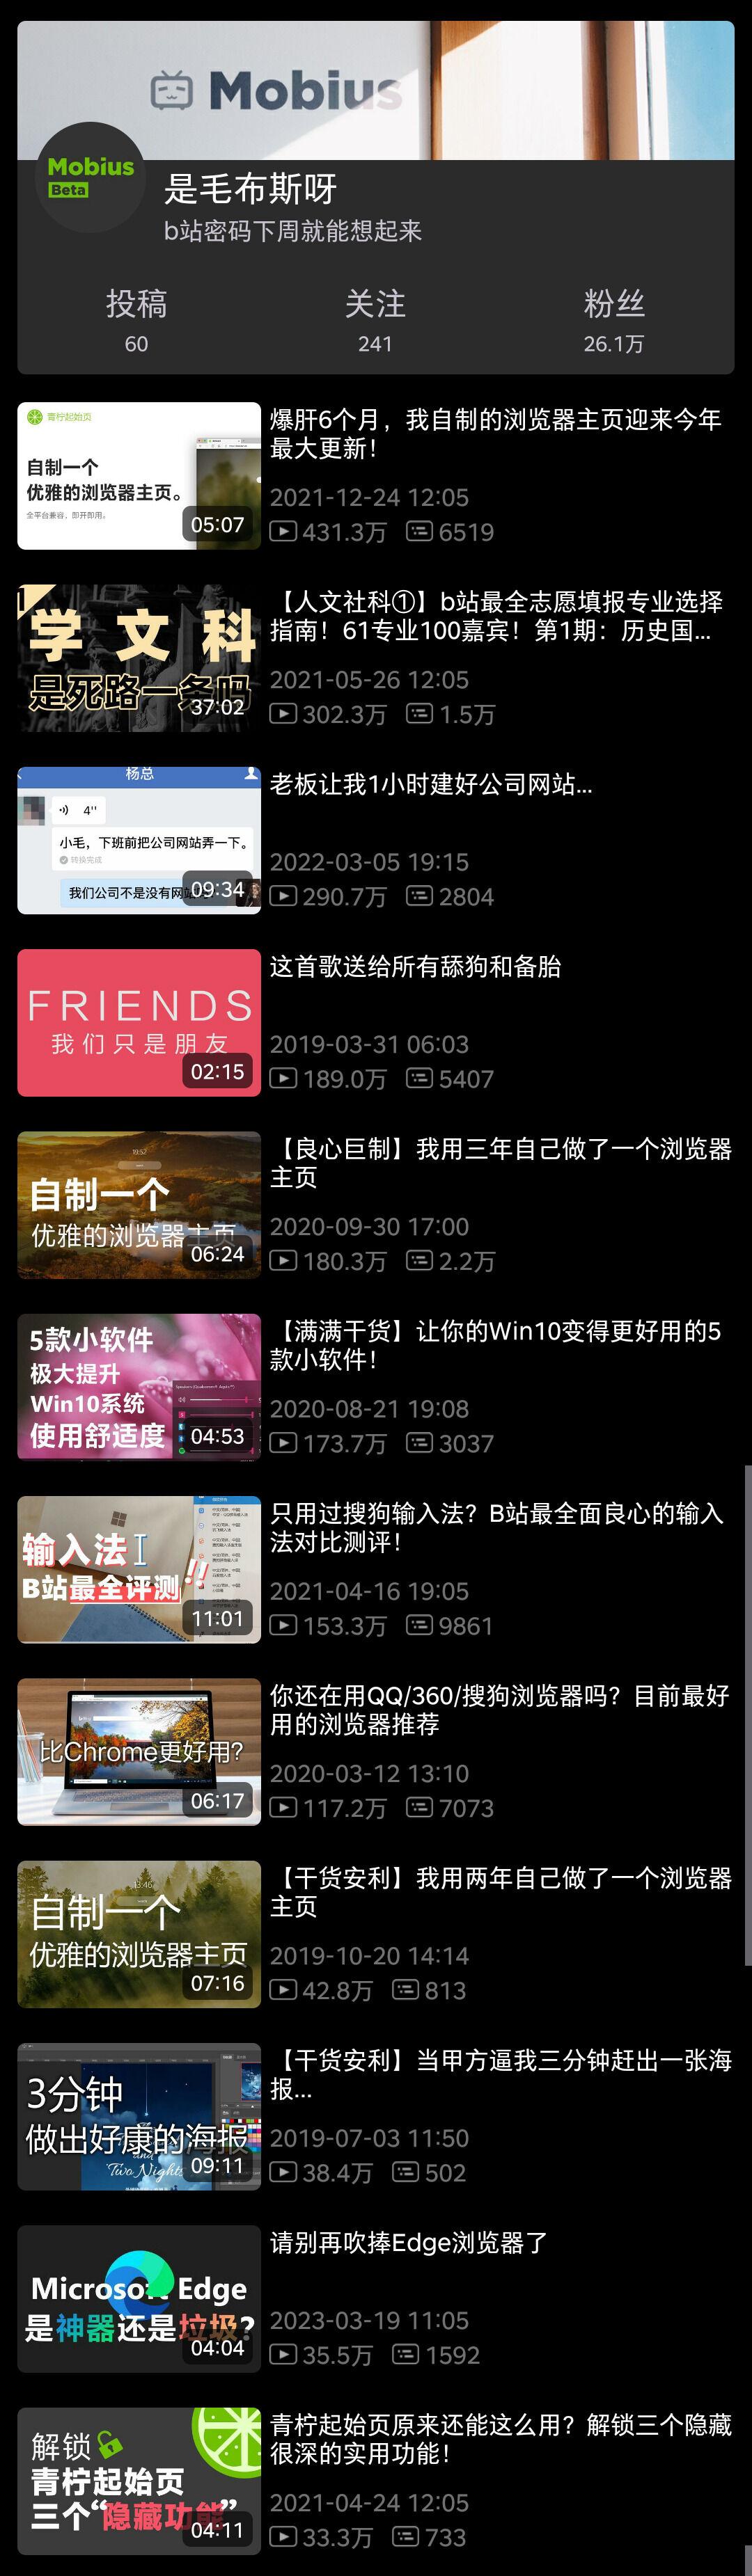 Mobius
Mobius
Beta
是毛布斯呀
b站密码下周就能想起来
投稿
关注
粉丝
60
241
26.1万
青柠起始页
自制一个
优雅的浏览器主页。
全平台兼容，即开即用。
05:07
爆肝6个月，我自制的浏览器主页迎来今年
最大更新！
2021-12-24 12:05
431.3万 6519
学文科
是死路一条吗
37:02
【人文社科①】b站最全志愿填报专业选择
指南！61专业100嘉宾！第1期：历史国...
2021-05-26 12:05
302.3万 1.5万
杨总
4''
小毛，下班前把公司网站弄一下。
转换完成
我们公司不是没有网站
09:34
老板让我1小时建好公司网站...
2022-03-05 19:15
290.7万 2804
FRIENDS
我们只是朋友
02:15
这首歌送给所有舔狗和备胎
2019-03-31 06:03
189.0万 5407
19:57
自制一个
优雅的浏览器主页
06:24
【良心巨制】我用三年自己做了一个浏览器
主页
2020-09-30 17:00
180.3万 2.2万
5款小软件
极大提升
Win10系统
使用舒适度
04:53
【满满干货】让你的Win10变得更好用的5
款小软件！
2020-08-21 19:08
173.7万 3037
输入法
B站最全评测!!
11:01
只用过搜狗输入法？B站最全面良心的输入
法对比测评！
2021-04-16 19:05
153.3万 9861
比Chrome更好用?
06:17
你还在用QQ/360/搜狗浏览器吗？目前最好
用的浏览器推荐
2020-03-12 13:10
117.2万 7073
13:46
自制一个
优雅的浏览器主页
07:16
【干货安利】我用两年自己做了一个浏览器
主页
2019-10-20 14:14
42.8万 813
3分钟
做出好康的海报
and
Two Nights
09:11
【干货安利】当甲方逼我三分钟赶出一张海
报...
2019-07-03 11:50
38.4万 502
Microsoft Edge
是神器还是垃圾?
04:04
请别再吹捧Edge浏览器了
2023-03-19 11:05
35.5万 1592
解锁
青柠起始页
三个“隐藏功能”
04:11
青柠起始页原来还能这么用？解锁三个隐藏
很深的实用功能！
2021-04-24 12:05
33.3万 733